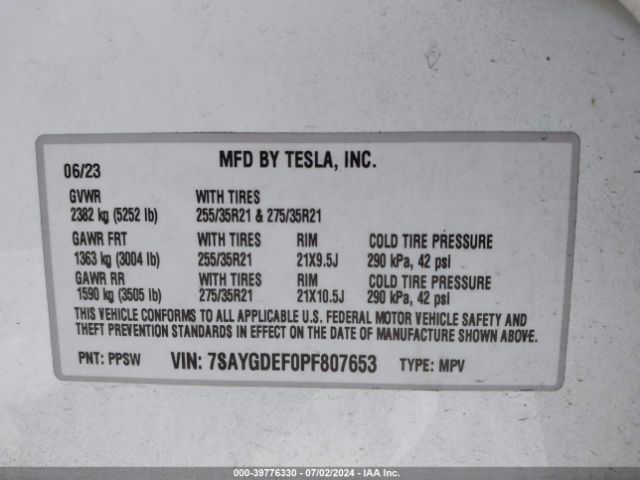 06/23 MFD BY TESLA, INC.
GVWR WITH TIRES
2382 kg (5252 lb) 255/35R21 & 275/35R21
GAWR FRT WITH TIRES RIM COLD TIRE PRESSURE
1363 kg (3004 lb) 255/35R21 21X9.5J 290 kPa, 42 psi
GAWR RR WITH TIRES RIM COLD TIRE PRESSURE
1590 kg (3505 lb) 275/35R21 21X10.5J 290 kPa, 42 psi
THIS VEHICLE CONFORMS TO ALL APPLICABLE U.S. FEDERAL MOTOR VEHICLE SAFETY AND
THEFT PREVENTION STANDARDS IN EFFECT ON THE DATE OF MANUFACTURE SHOWN ABOVE.
PNT: PPSW VIN: 7SAYGDEF0PF807653 TYPE: MPV
000-39776330 - 07/02/2024 - IAA Inc.